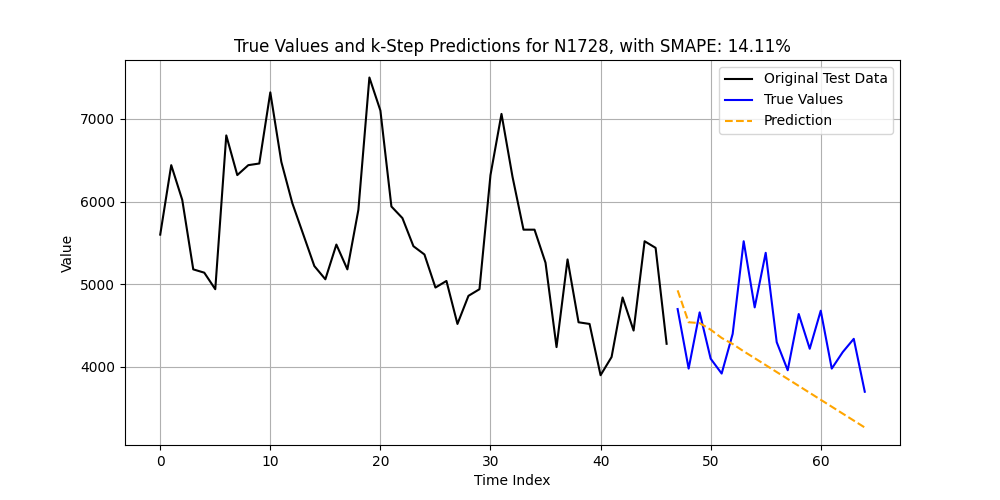 True Values and k-Step Predictions for N1728, with SMAPE: 14.11%
Original Test Data
True Values
Prediction
Value
7000
6000
5000
4000
0 10 20 30 40 50 60
Time Index